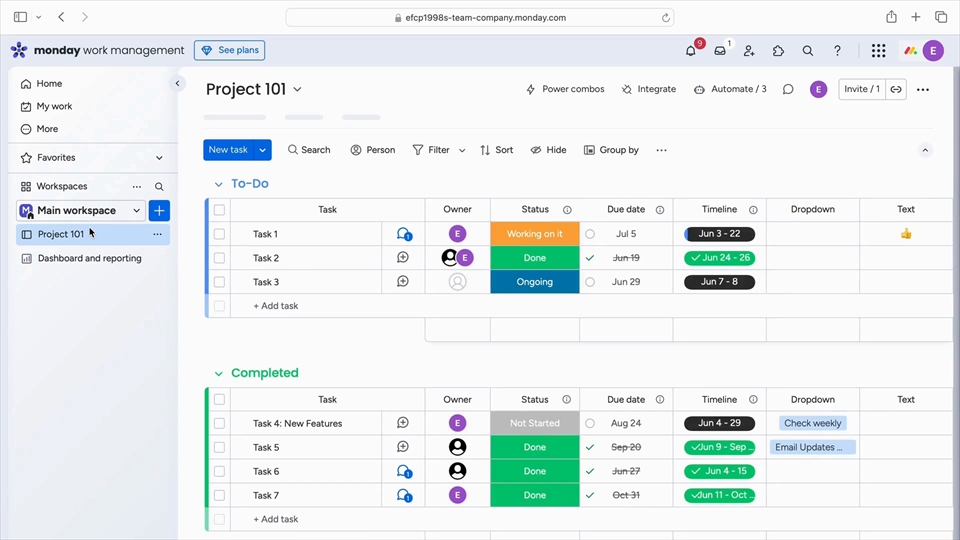 efcp1998s-team-company.monday.com
monday work management
See plans
9
1
E
Home
My work
More
Favorites
Workspaces
M
Main workspace
Project 101
Dashboard and reporting
Project 101
Power combos
Integrate
Automate / 3
E
Invite / 1
New task
Search
Person
Filter
Sort
Hide
Group by
To-Do
Task Owner Status Due date Timeline Dropdown Text
Task 1 1 E Working on it Jul 5 Jun 3 - 22 👍
Task 2 E Done Jun 19 Jun 24 - 26
Task 3 Ongoing Jun 29 Jun 7 - 8
+ Add task
Completed
Task Owner Status Due date Timeline Dropdown Text
Task 4: New Features E Not Started Aug 24 Jun 4 - 29 Check weekly
Task 5 Done Sep 20 Jun 9 - Sep ... Email Updates ...
Task 6 1 Done Jun 27 Jun 4 - 15
Task 7 1 E Done Oct 31 Jun 11 - Oct ...
+ Add task